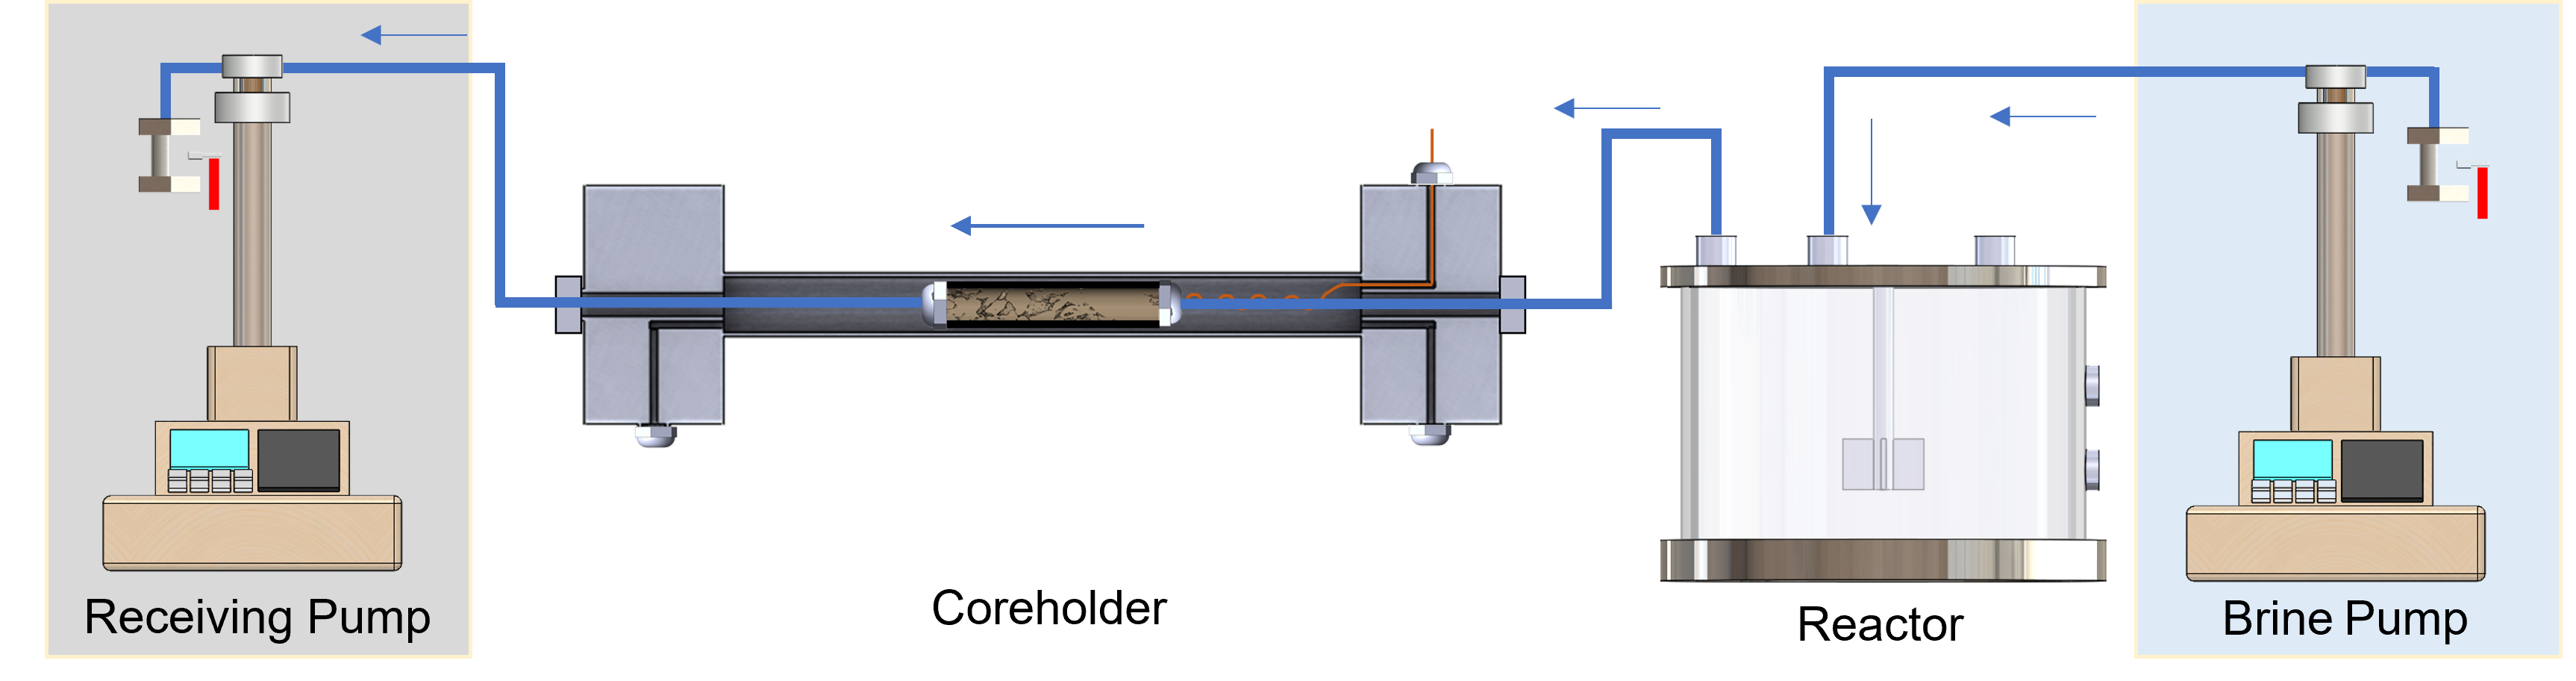 Receiving Pump
Coreholder
Reactor
Brine Pump